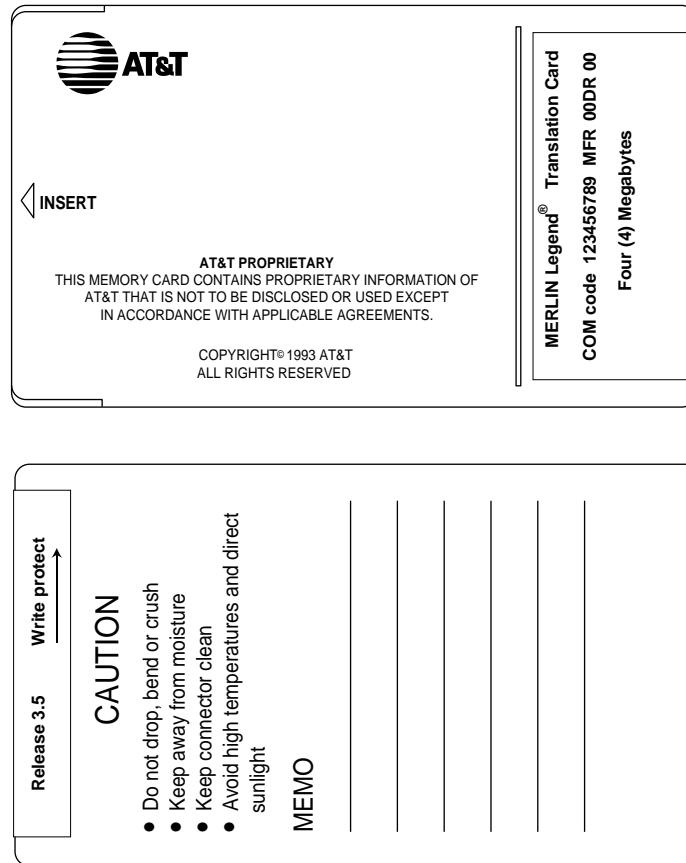 AT&T
INSERT
AT&T PROPRIETARY
THIS MEMORY CARD CONTAINS PROPRIETARY INFORMATION OF
AT&T THAT IS NOT TO BE DISCLOSED OR USED EXCEPT
IN ACCORDANCE WITH APPLICABLE AGREEMENTS.
COPYRIGHT© 1993 AT&T
ALL RIGHTS RESERVED
MERLIN Legend® Translation Card
COM code 123456789 MFR 00DR 00
Four (4) Megabytes
Release 3.5 Write protect
CAUTION
● Do not drop, bend or crush
● Keep away from moisture
● Keep connector clean
● Avoid high temperatures and direct
sunlight
MEMO